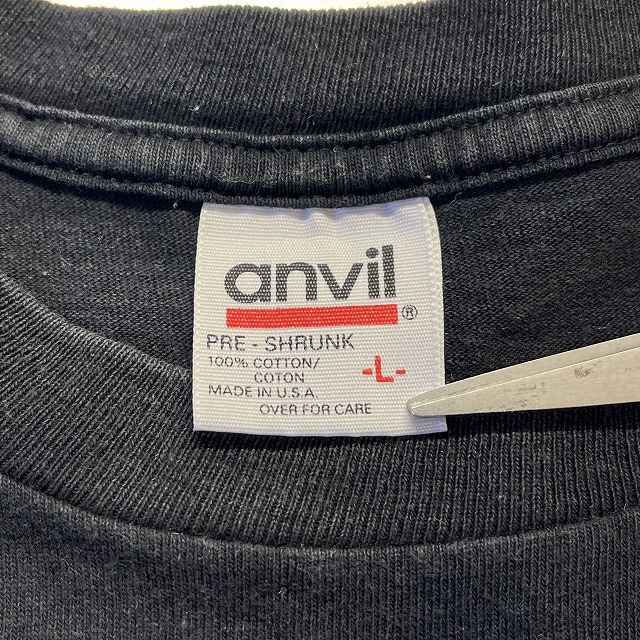 anvil®
PRE - SHRUNK
100% COTTON/
COTON
-L-
MADE IN U.S.A.
OVER FOR CARE